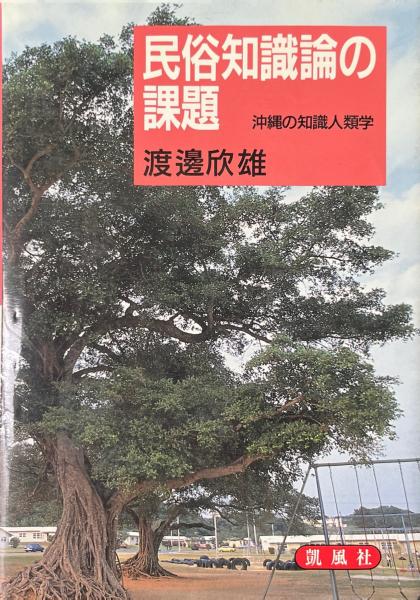 民俗知識論の
課題
沖縄の知識人類学
渡邊欣雄
凱風社